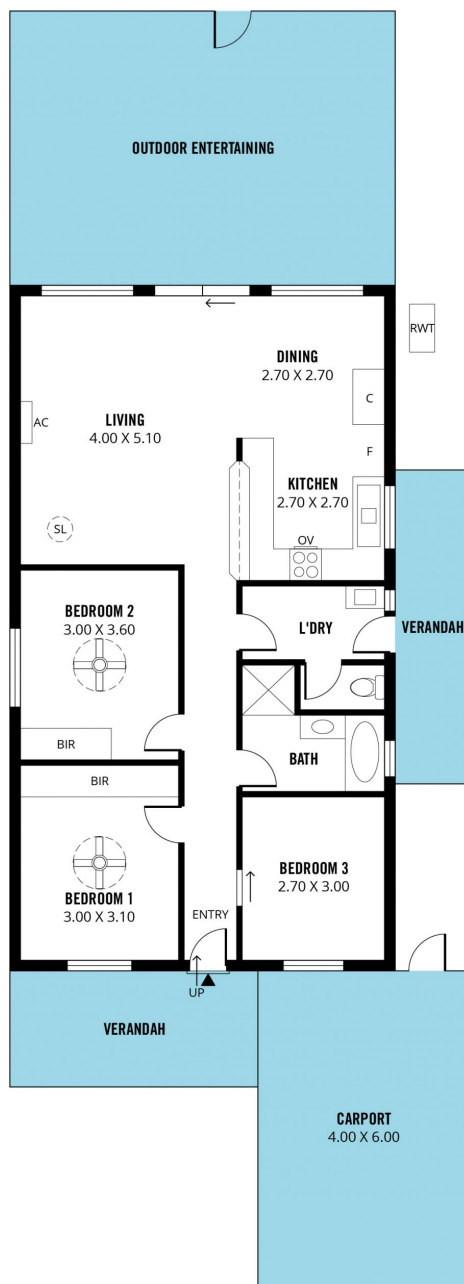 OUTDOOR ENTERTAINING
RWT
DINING
2.70 X 2.70
C
AC
LIVING
4.00 X 5.10
F
KITCHEN
2.70 X 2.70
SL
OV
BEDROOM 2
3.00 X 3.60
L'DRY
VERANDAH
BIR
BATH
BIR
BEDROOM 1
3.00 X 3.10
BEDROOM 3
2.70 X 3.00
ENTRY
UP
VERANDAH
CARPORT
4.00 X 6.00